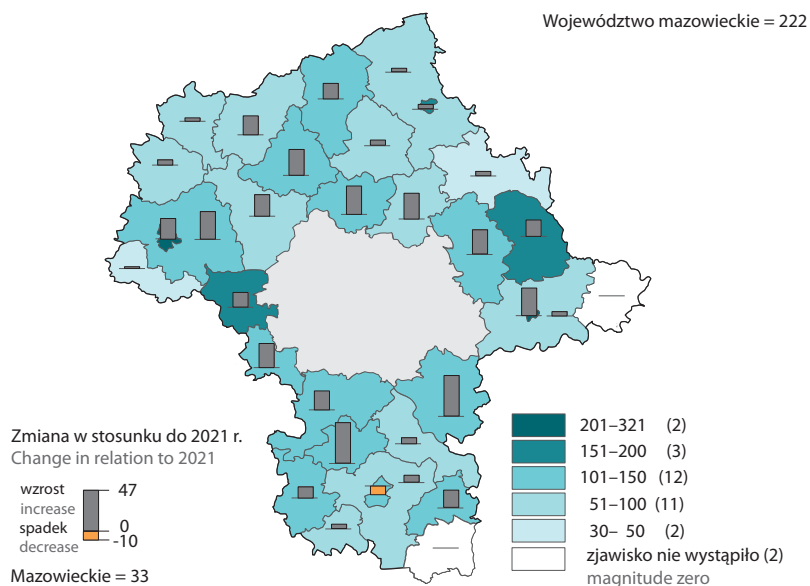 Województwo mazowieckie = 222
Zmiana w stosunku do 2021 r.
Change in relation to 2021
wzrost 47
increase
spadek 0
decrease -10
Mazowieckie = 33
201–321 (2)
151–200 (3)
101–150 (12)
51–100 (11)
30– 50 (2)
zjawisko nie wystąpiło (2)
magnitude zero